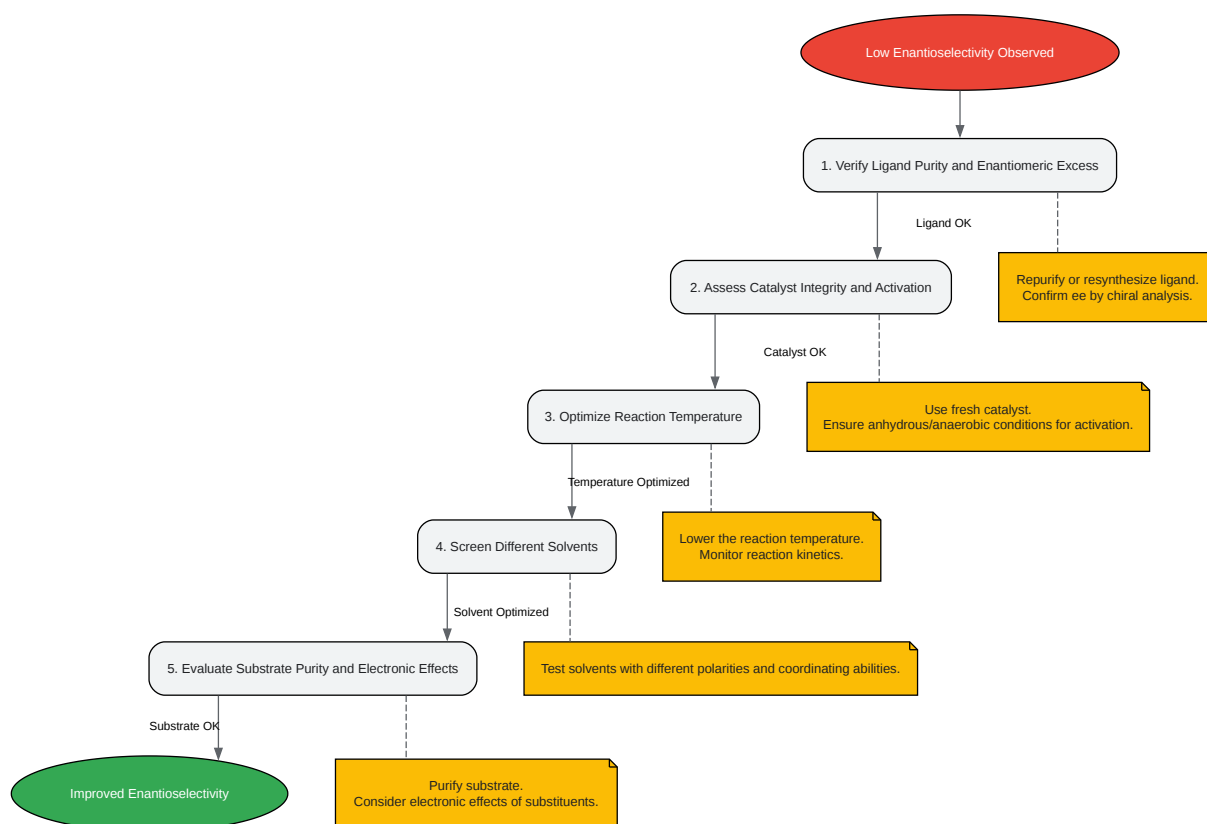 Low Enantioselectivity Observed
1. Verify Ligand Purity and Enantiomeric Excess
Ligand OK
Repurify or resynthesize ligand.
Confirm ee by chiral analysis.
2. Assess Catalyst Integrity and Activation
Catalyst OK
Use fresh catalyst.
Ensure anhydrous/anaerobic conditions for activation.
3. Optimize Reaction Temperature
Temperature Optimized
Lower the reaction temperature.
Monitor reaction kinetics.
4. Screen Different Solvents
Solvent Optimized
Test solvents with different polarities and coordinating abilities.
5. Evaluate Substrate Purity and Electronic Effects
Substrate OK
Purify substrate.
Consider electronic effects of substituents.
Improved Enantioselectivity